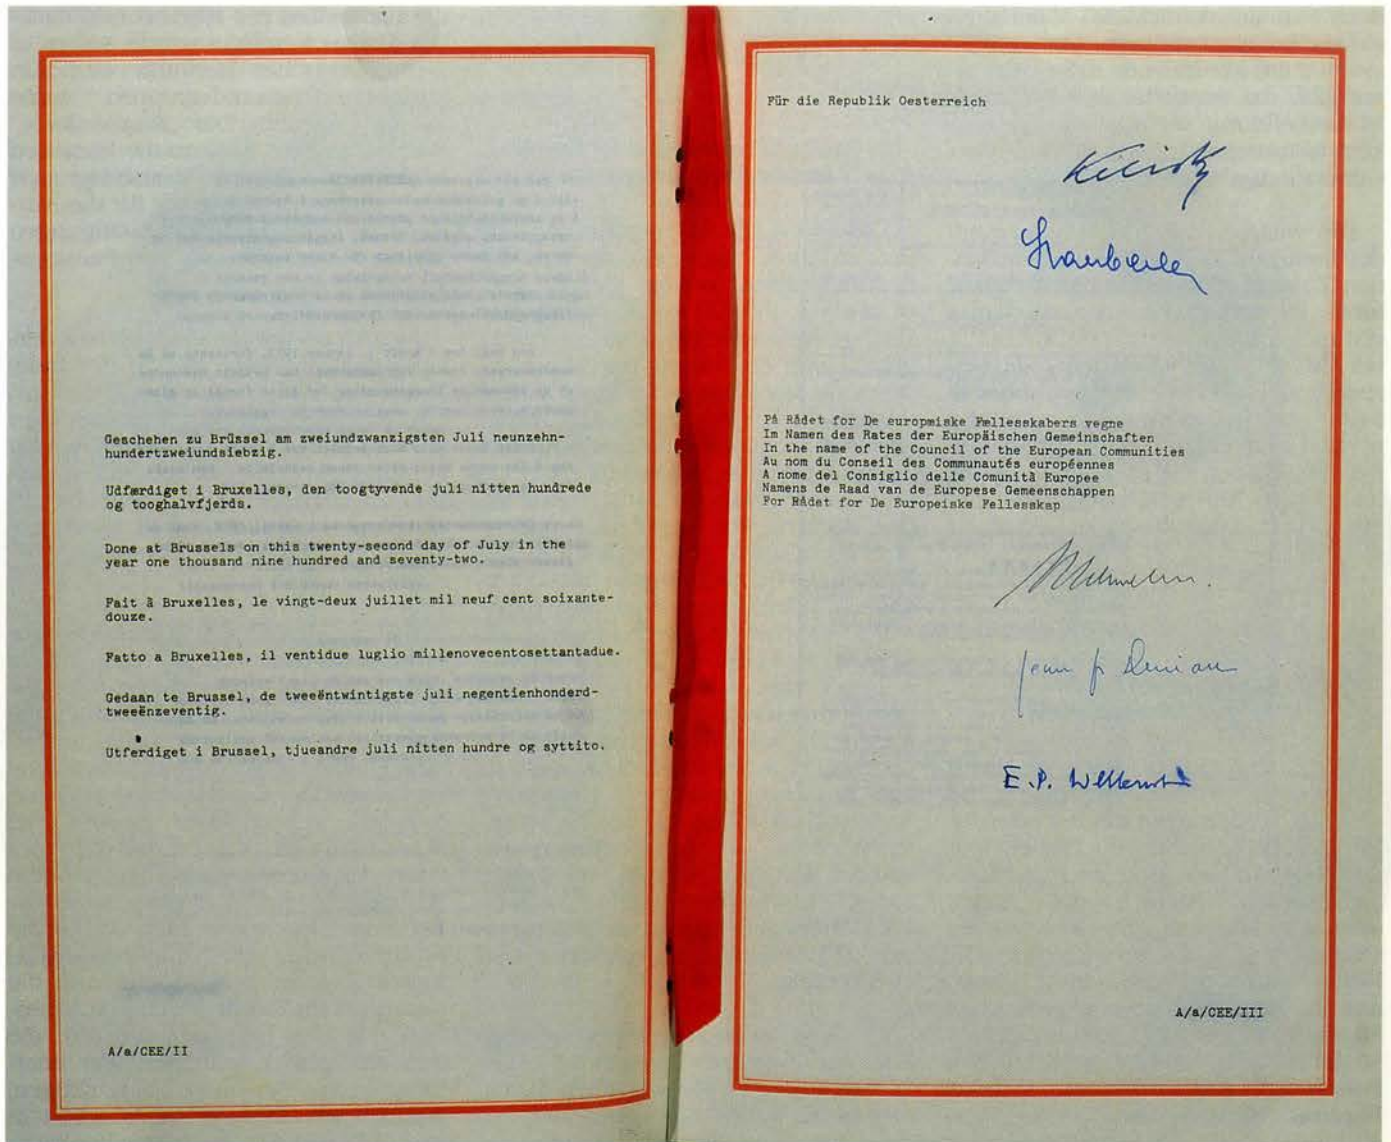 Geschehen zu Brüssel am zweiundzwanzigsten Juli neunzehn-
hundertzweiundsiebzig.
Udfærdiget i Bruxelles, den toogtyvende juli nitten hundrede
og tooghalvfjerds.
Done at Brussels on this twenty-second day of July in the
year one thousand nine hundred and seventy-two.
Fait à Bruxelles, le vingt-deux juillet mil neuf cent soixante-
douze.
Fatto a Bruxelles, il ventidue luglio millenovecentosettantadue.
Gedaan te Brussel, de tweeëntwintigste juli negentienhonderd-
tweeënzeventig.
Utferdiget i Brussel, tjueandre juli nitten hundre og syttito.
A/a/CEE/II
Für die Republik Oesterreich
På Rådet for De europæiske Fællesskabers vegne
Im Namen des Rates der Europäischen Gemeinschaften
In the name of the Council of the European Communities
Au nom du Conseil des Communautés européennes
A nome del Consiglio delle Comunità Europee
Namens de Raad van de Europese Gemeenschappen
For Rådet for De Europeiske Fellesskap
E.P.
A/a/CEE/III